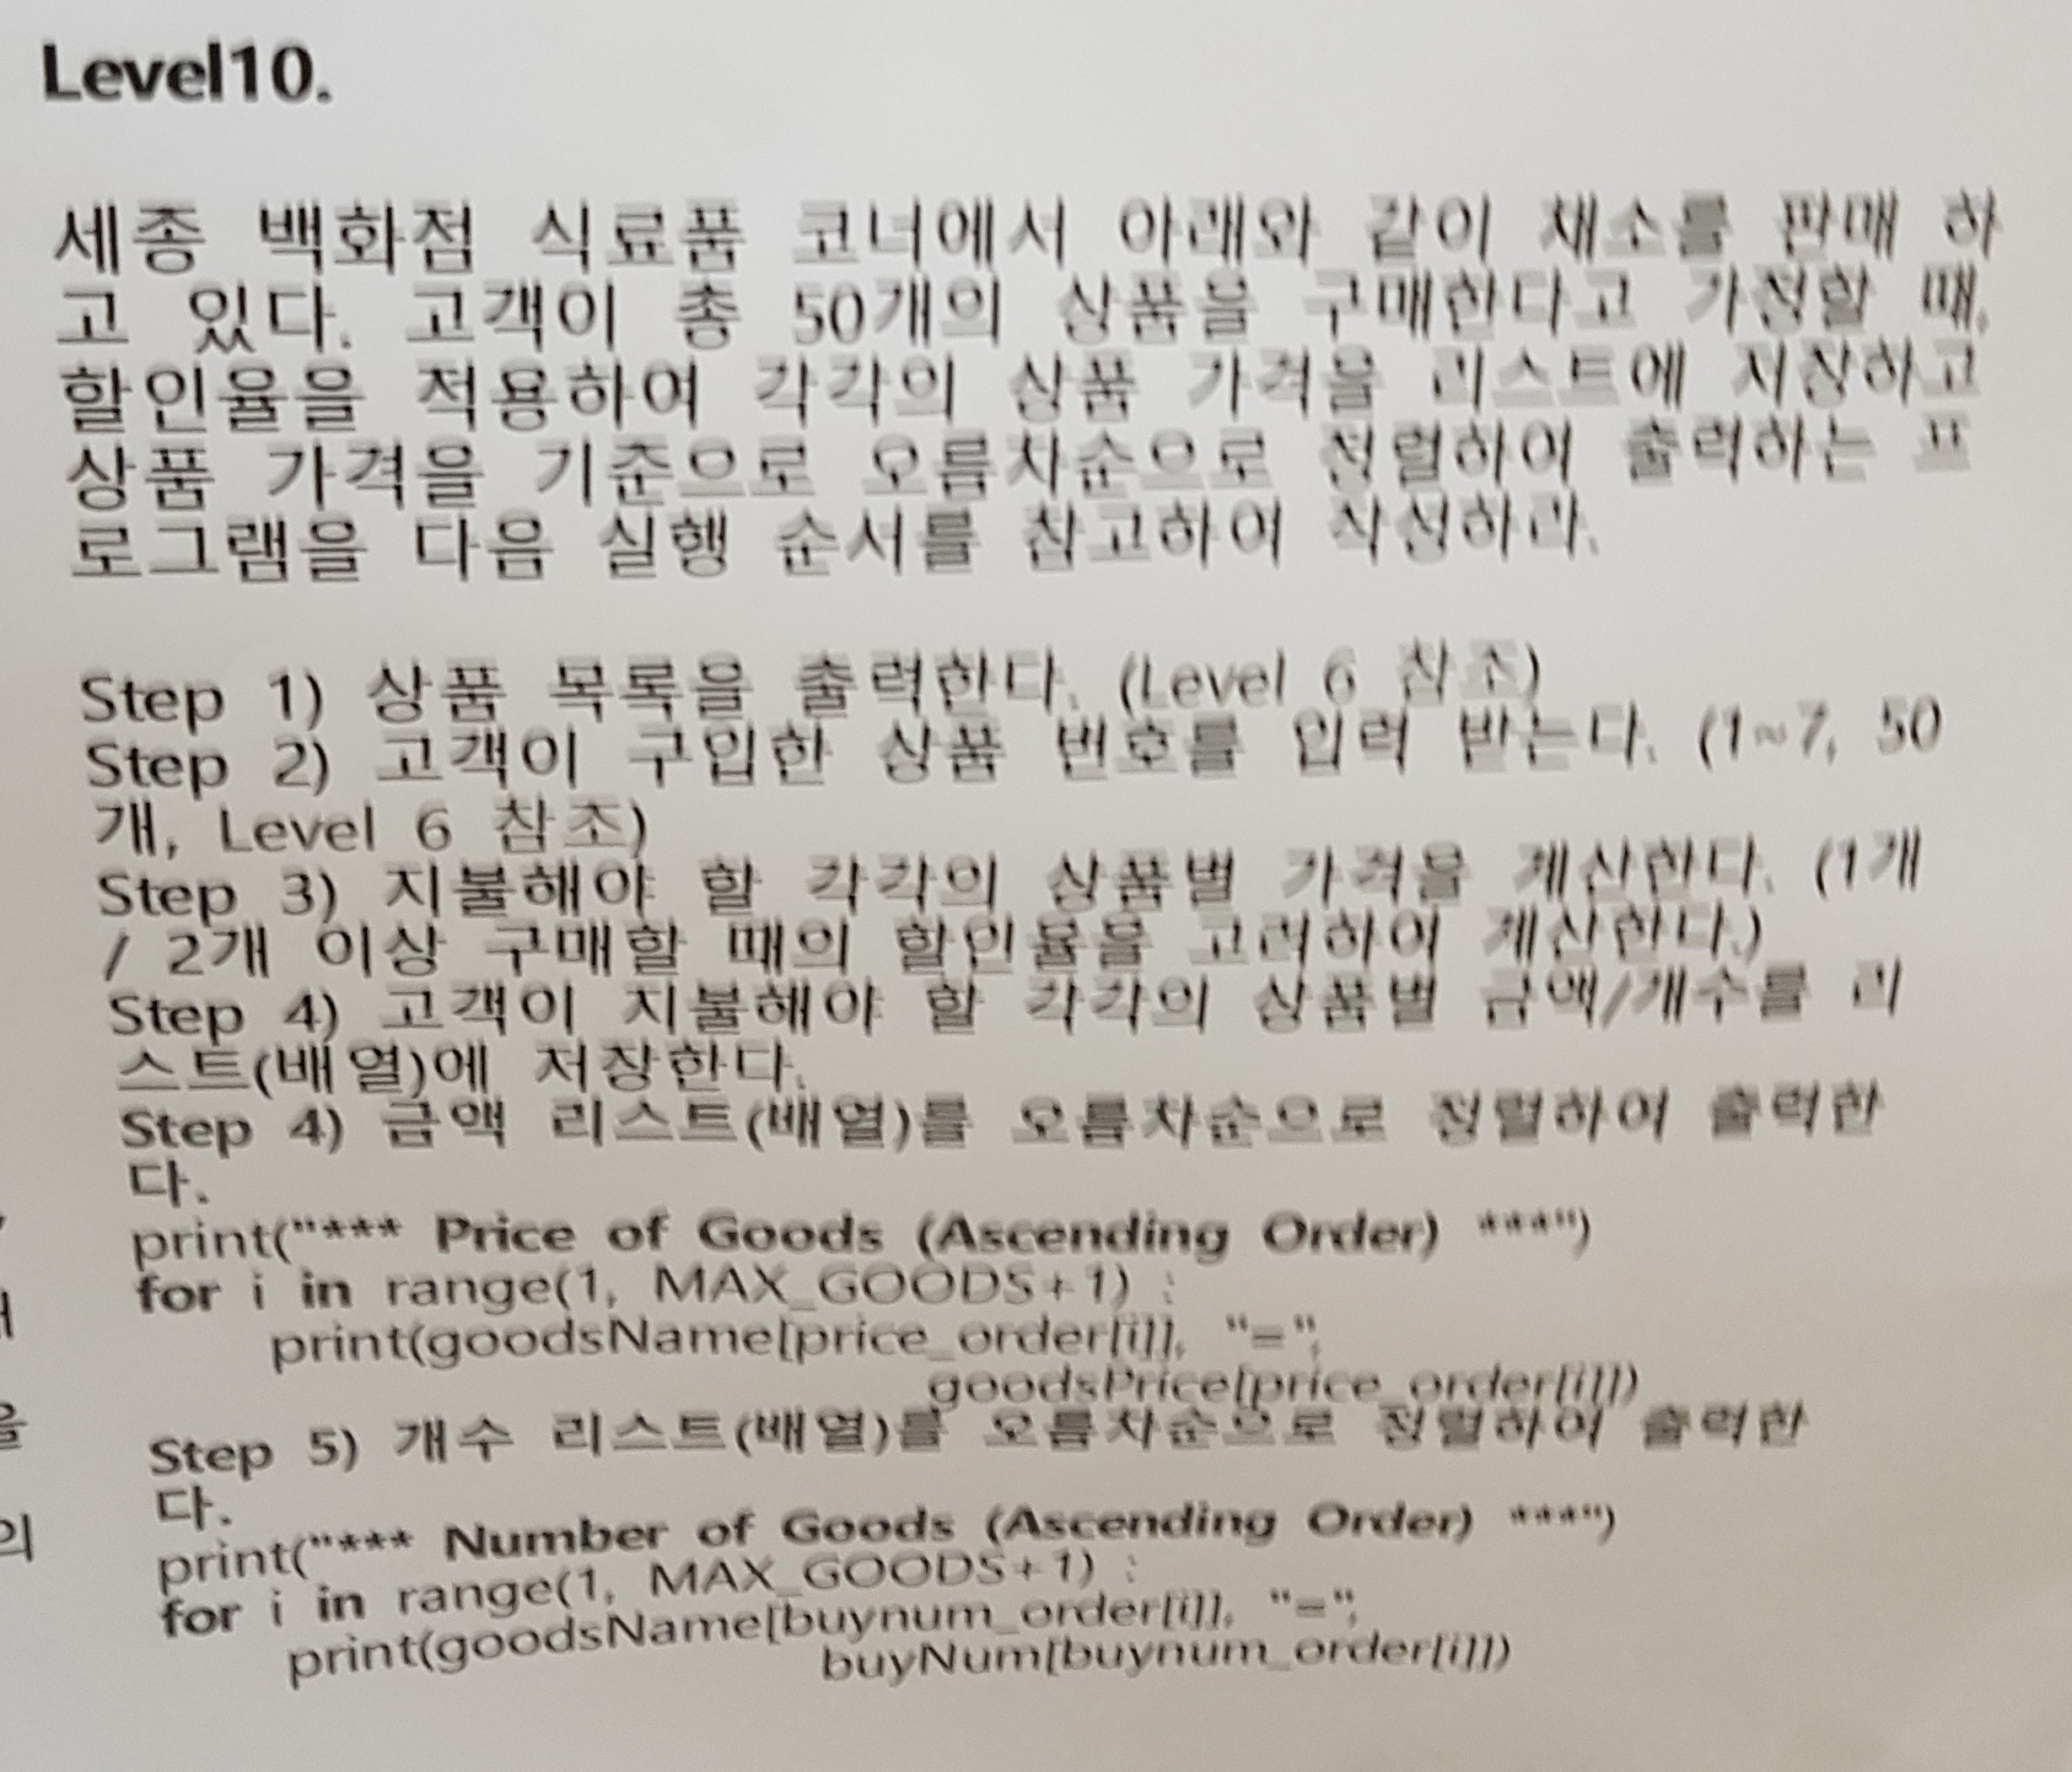 Level10.
세종 백화점 식료품 코너에서 아래와 같이 채소를 판매 하
고 있다. 고객이 총 50개의 상품을 구매한다고 가정할 때,
할인율을 적용하여 각각의 상품 가격을 리스트에 저장하고
상품 가격을 기준으로 오름차순으로 정렬하여 출력하는 프
로그램을 다음 실행 순서를 참고하여 작성하라.
Step 1) 상품 목록을 출력한다. (Level 6 참조)
Step 2) 고객이 구입한 상품 번호를 입력 받는다. (1~7, 50
개, Level 6 참조)
Step 3) 지불해야 할 각각의 상품별 가격을 계산한다. (1개
/ 2개 이상 구매할 때의 할인율을 고려하여 계산한다.)
Step 4) 고객이 지불해야 할 각각의 상품별 금액/개수를 리
스트(배열)에 저장한다.
Step 4) 금액 리스트(배열)를 오름차순으로 정렬하여 출력한
다.
print("*** Price of Goods (Ascending Order) ***")
for i in range(1, MAX_GOODS+1) :
print(goodsName[price_order[i]], "=",
goodsPrice[price_order[i]])
Step 5) 개수 리스트(배열)를 오름차순으로 정렬하여 출력한
다.
print("*** Number of Goods (Ascending Order) ***")
for i in range(1, MAX_GOODS+1) :
print(goodsName[buynum_order[i]], "=",
buyNum[buynum_order[i]])
을
의